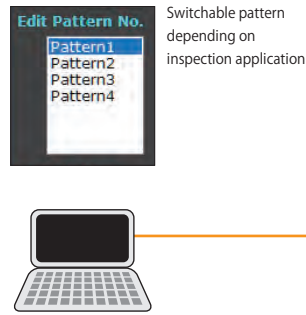 Edit Pattern No.
Pattern1
Pattern2
Pattern3
Pattern4
Switchable pattern
depending on
inspection application